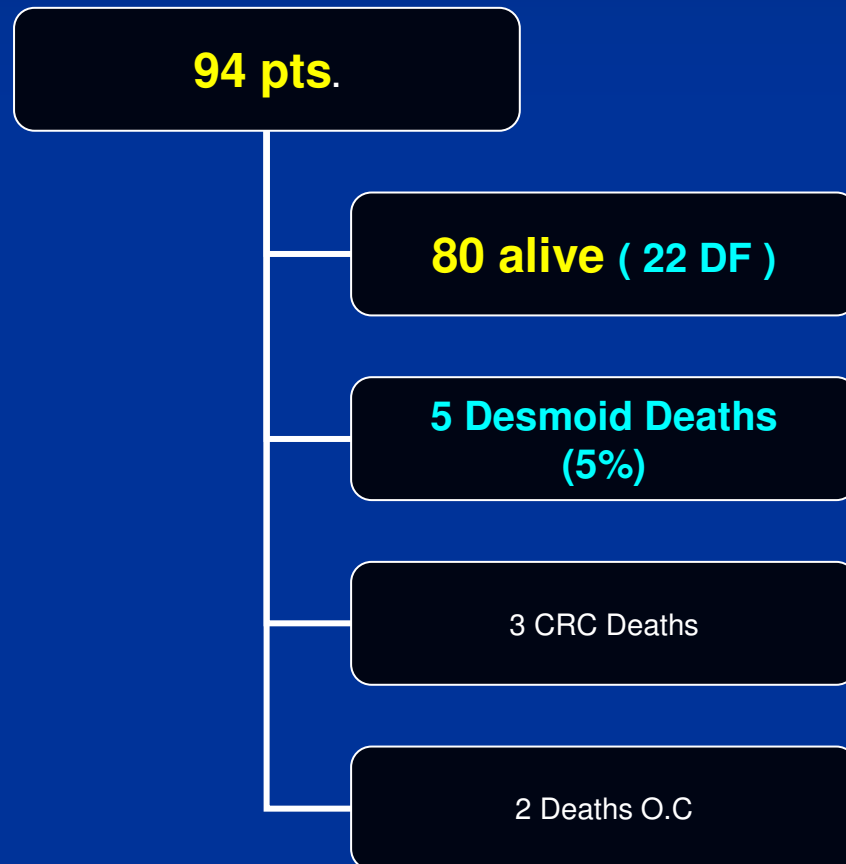 94 pts.
80 alive ( 22 DF )
5 Desmoid Deaths
(5%)
3 CRC Deaths
2 Deaths O.C